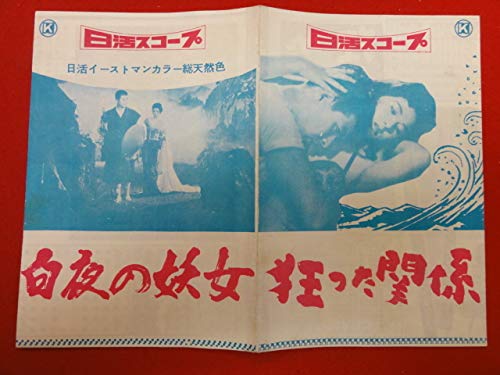 日活スコープ
日活イーストマンカラー総天然色
白夜の妖女
日活スコープ
狂った関係
K
K